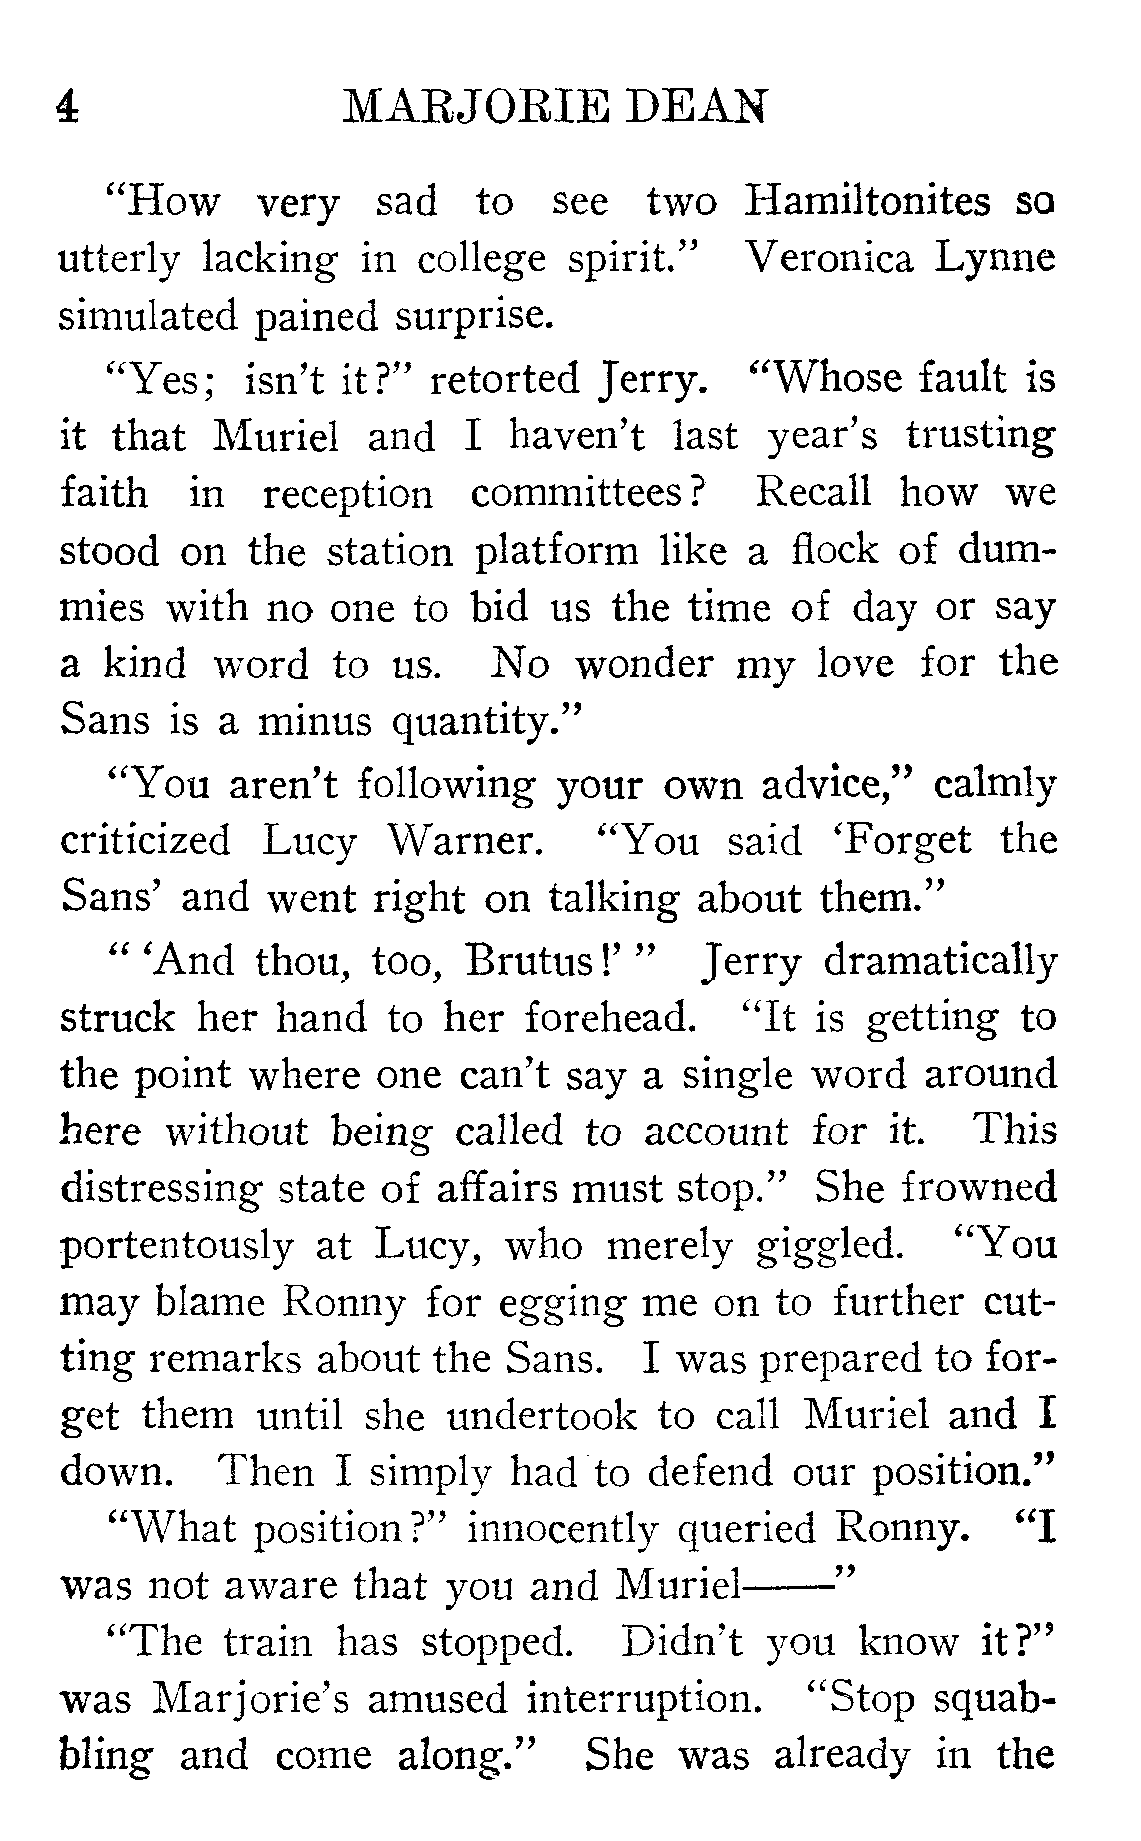 4 MARJORIE DEAN
“How very sad to see two Hamiltonites so
utterly lacking in college spirit.” Veronica Lynne
simulated pained surprise.
“Yes; isn’t it?” retorted Jerry. “Whose fault is
it that Muriel and I haven’t last year’s trusting
faith in reception committees? Recall how we
stood on the station platform like a flock of dum-
mies with no one to bid us the time of day or say
a kind word to us. No wonder my love for the
Sans is a minus quantity.”
“You aren’t following your own advice,” calmly
criticized Lucy Warner. “You said ‘Forget the
Sans’ and went right on talking about them.”
“ ‘And thou, too, Brutus!’ ” Jerry dramatically
struck her hand to her forehead. “It is getting to
the point where one can’t say a single word around
here without being called to account for it. This
distressing state of affairs must stop.” She frowned
portentously at Lucy, who merely giggled. “You
may blame Ronny for egging me on to further cut-
ting remarks about the Sans. I was prepared to for-
get them until she undertook to call Muriel and I
down. Then I simply had to defend our position.”
“What position?” innocently queried Ronny. “I
was not aware that you and Muriel——”
“The train has stopped. Didn’t you know it?”
was Marjorie’s amused interruption. “Stop squab-
bling and come along.” She was already in the